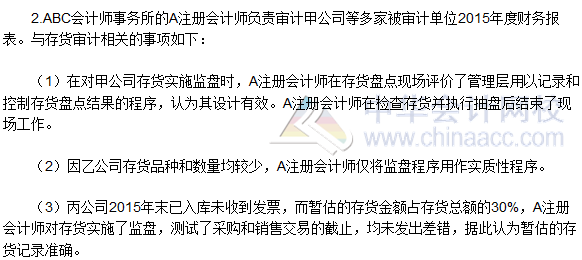 2.ABC会计师事务所的A注册会计师负责审计甲公司等多家被审计单位2015年度财务报
表。与存货审计相关的事项如下：
（1）在对甲公司存货实施监盘时，A注册会计师在存货盘点现场评价了管理层用以记录和
控制存货盘点结果的程序，认为其设计有效。A注册会计师在检查存货并执行抽盘后结束了现
场工作。
中华会计网校
www.chinaacc.com
（2）因乙公司存货品种和数量均较少，A注册会计师仅将监盘程序用作实质性程序。
（3）丙公司2015年末已入库未收到发票，而暂估的存货金额占存货总额的30%，A注册会
计师对存货实施了监盘，测试了采购和销售交易的截止，均未发出差错，据此认为暂估的存
货记录准确。